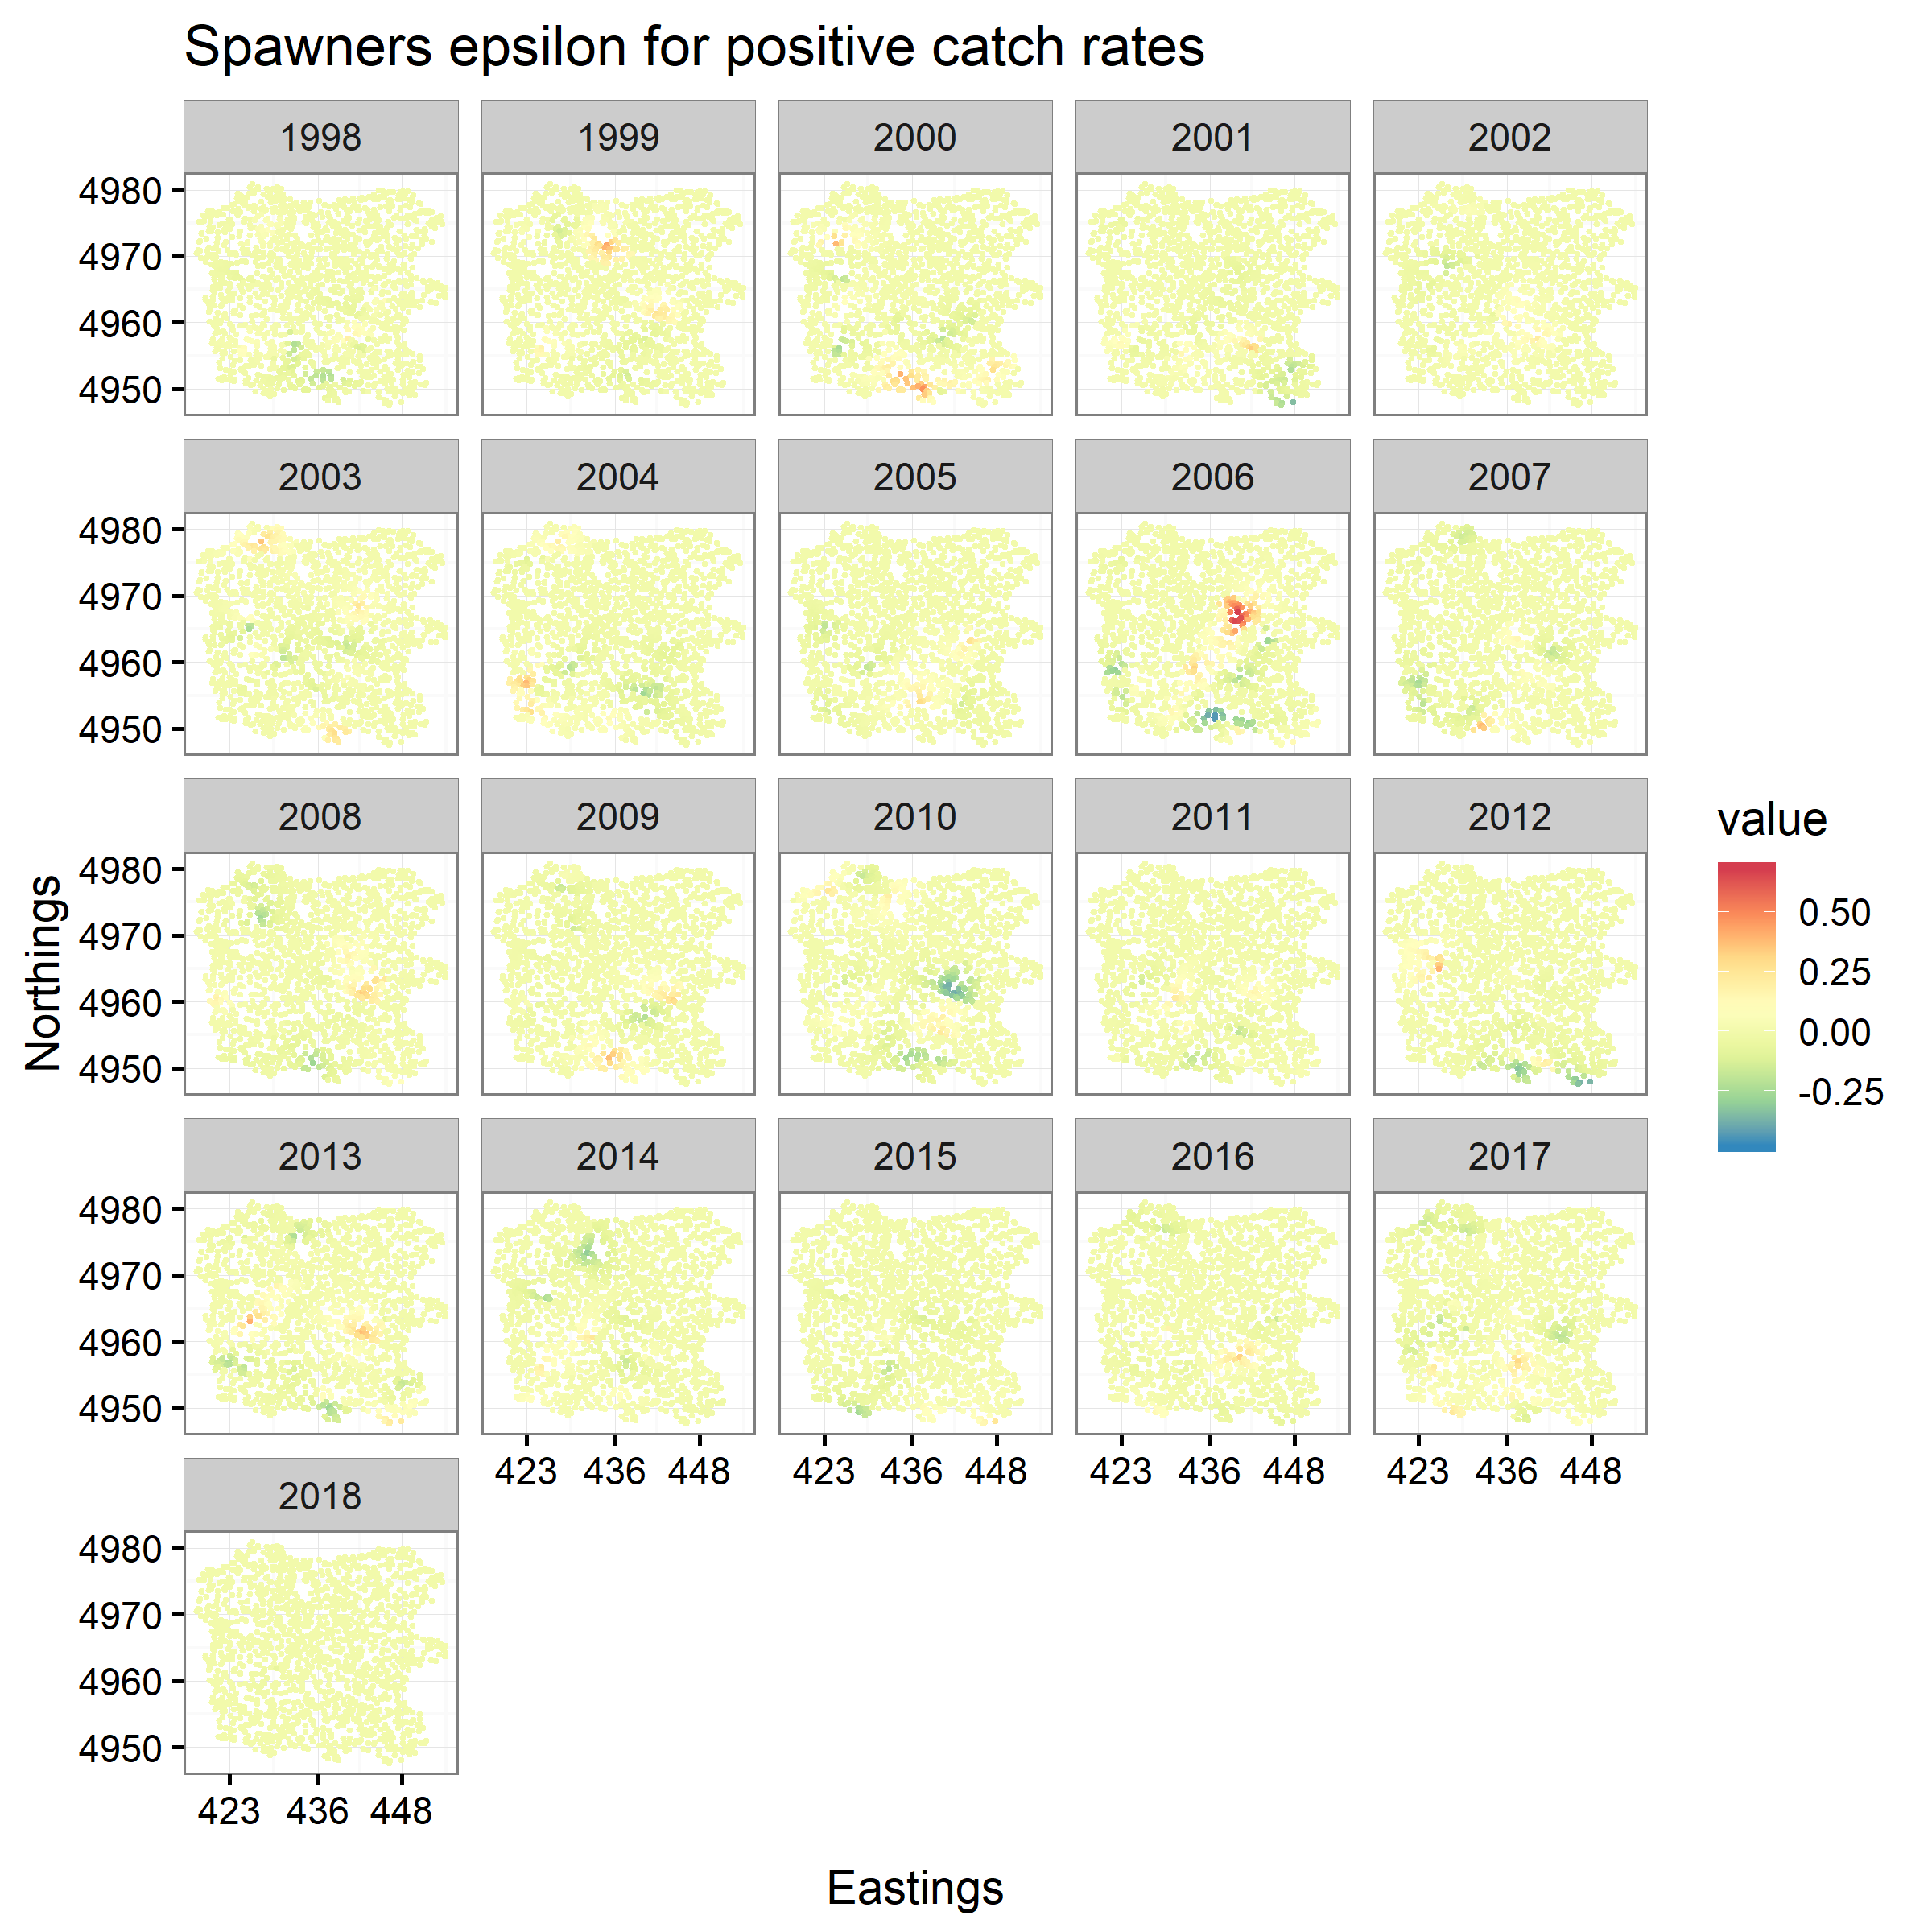 Spawners epsilon for positive catch rates
1998 1999 2000 2001 2002
4980
4970
4960
4950
2003 2004 2005 2006 2007
4980
4970
4960
4950
2008 2009 2010 2011 2012
4980
4970
4960
4950
2013 2014 2015 2016 2017
4980
4970
4960
4950
423 436 448 423 436 448 423 436 448 423 436 448
2018
4980
4970
4960
4950
423 436 448
Eastings
Northings
value
0.50
0.25
0.00
-0.25